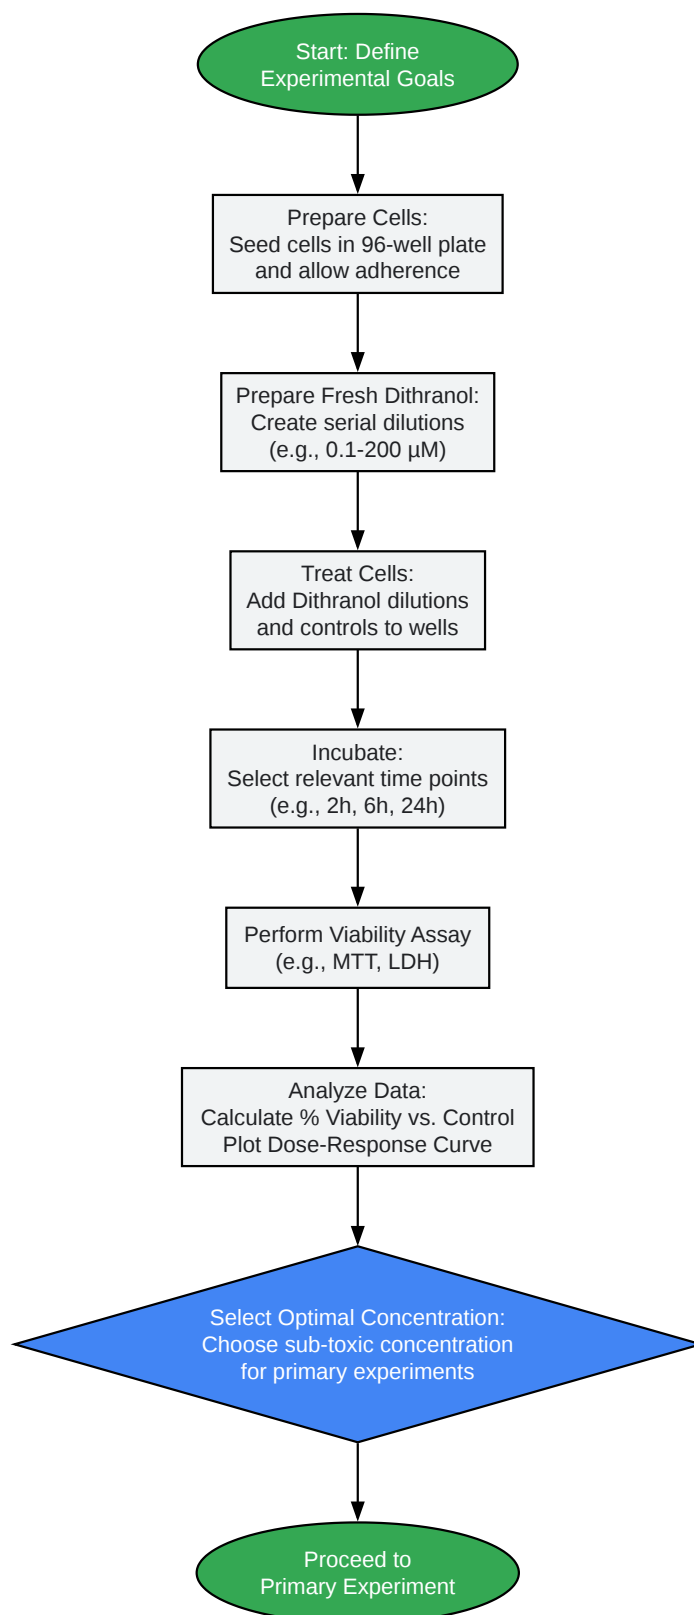 Start: Define
Experimental Goals
Prepare Cells:
Seed cells in 96-well plate
and allow adherence
Prepare Fresh Dithranol:
Create serial dilutions
(e.g., 0.1-200 µM)
Treat Cells:
Add Dithranol dilutions
and controls to wells
Incubate:
Select relevant time points
(e.g., 2h, 6h, 24h)
Perform Viability Assay
(e.g., MTT, LDH)
Analyze Data:
Calculate % Viability vs. Control
Plot Dose-Response Curve
Select Optimal Concentration:
Choose sub-toxic concentration
for primary experiments
Proceed to
Primary Experiment